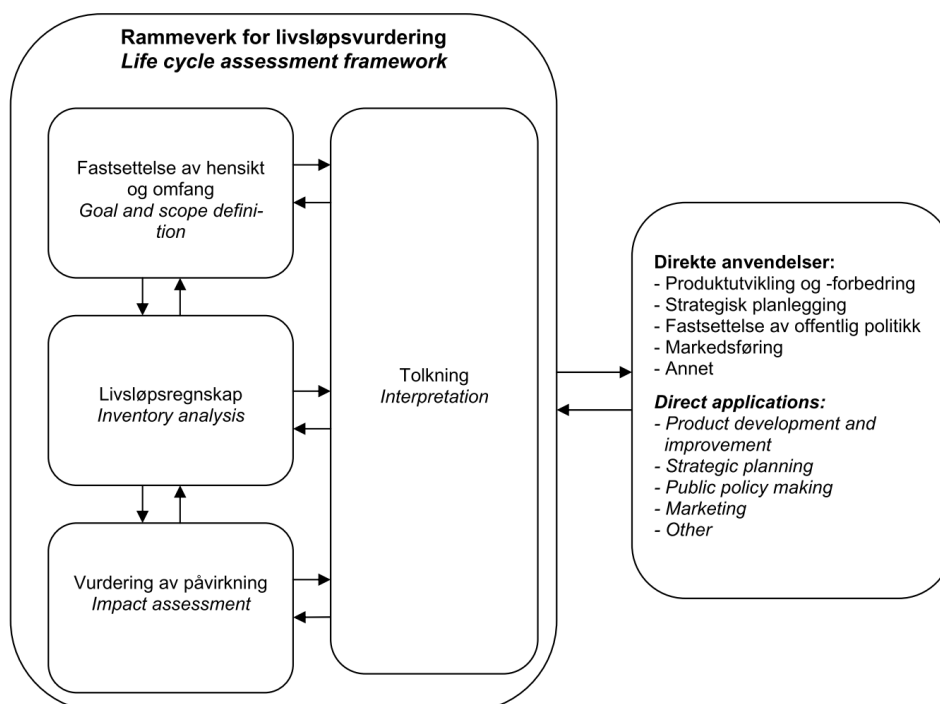 Rammeverk for livsløpsvurdering
Life cycle assessment framework
Fastsettelse av hensikt
og omfang
Goal and scope defini-
tion
Livsløpsregnskap
Inventory analysis
Vurdering av påvirkning
Impact assessment
Tolkning
Interpretation
Direkte anvendelser:
- Produktutvikling og -forbedring
- Strategisk planlegging
- Fastsettelse av offentlig politikk
- Markedsføring
- Annet
Direct applications:
- Product development and
improvement
- Strategic planning
- Public policy making
- Marketing
- Other